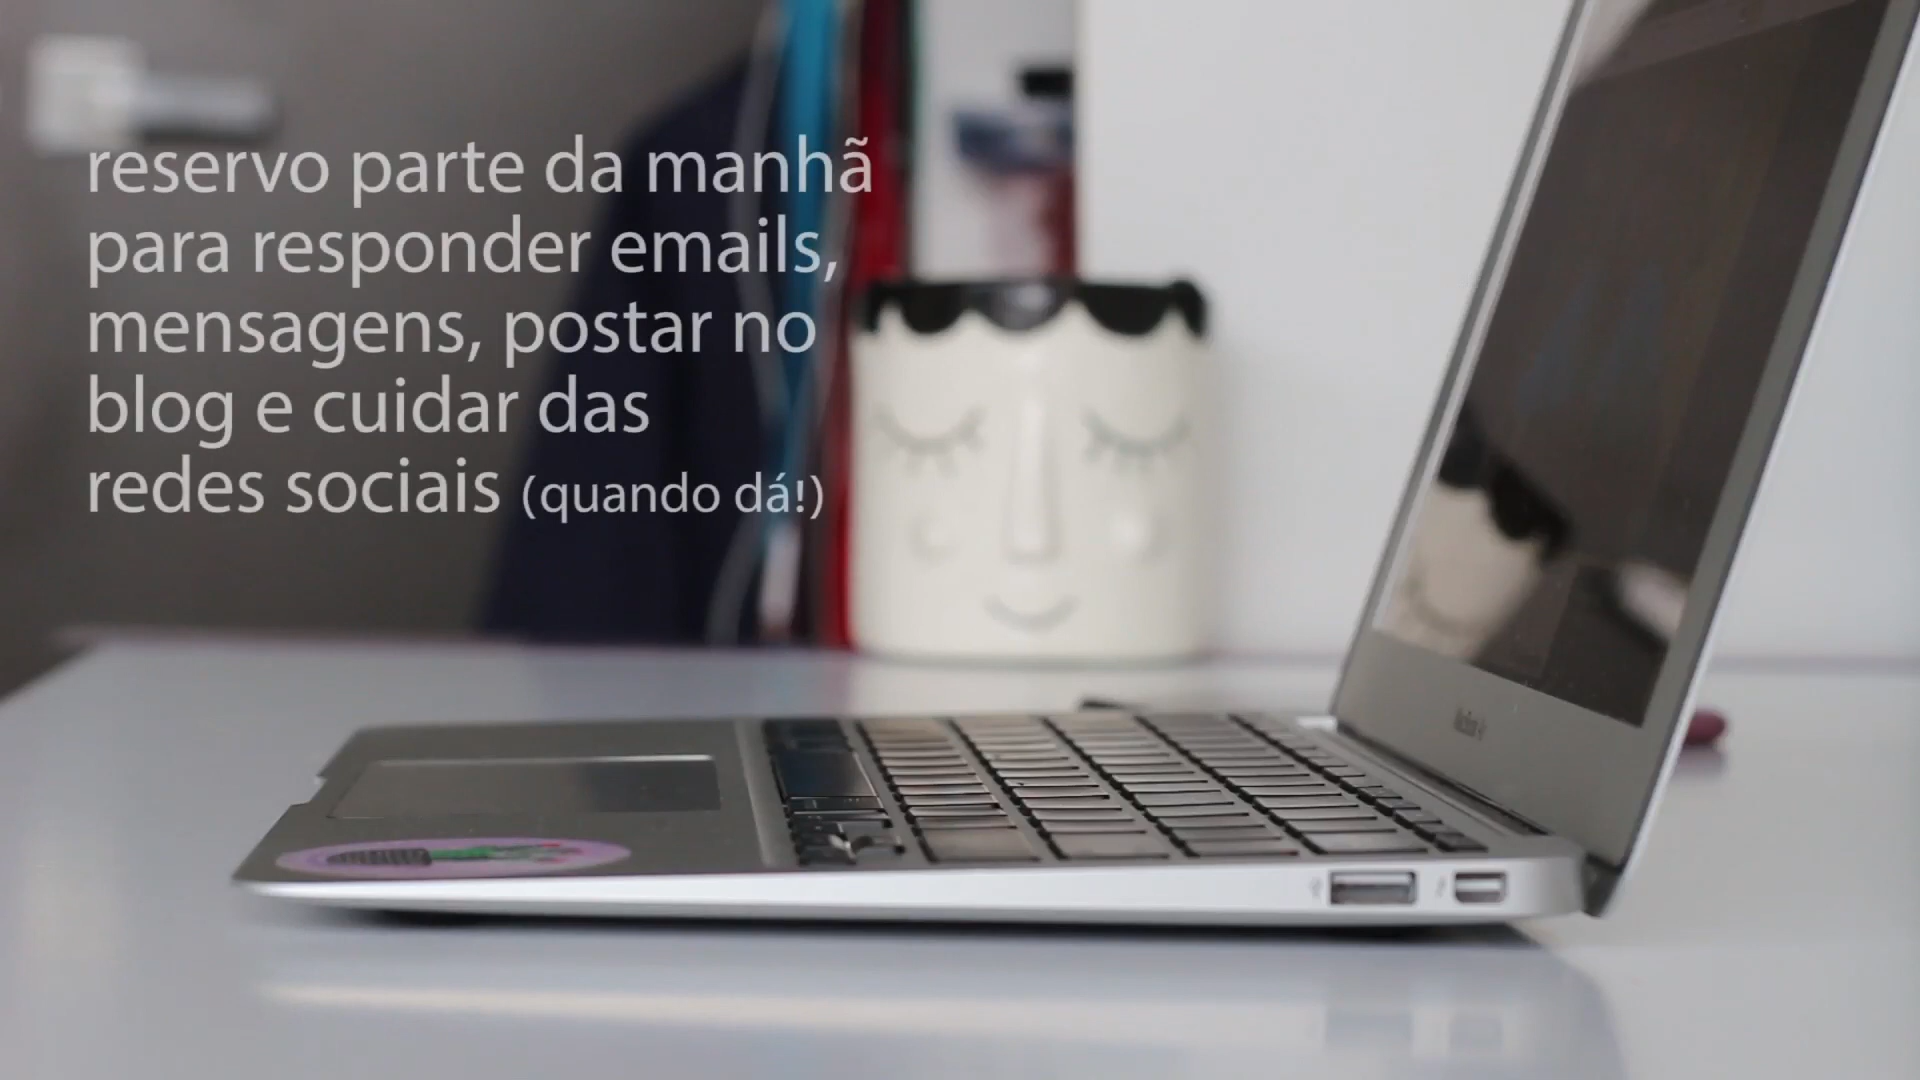 reservo parte da manhã
para responder emails,
mensagens, postar no
blog e cuidar das
redes sociais (quando dá!)